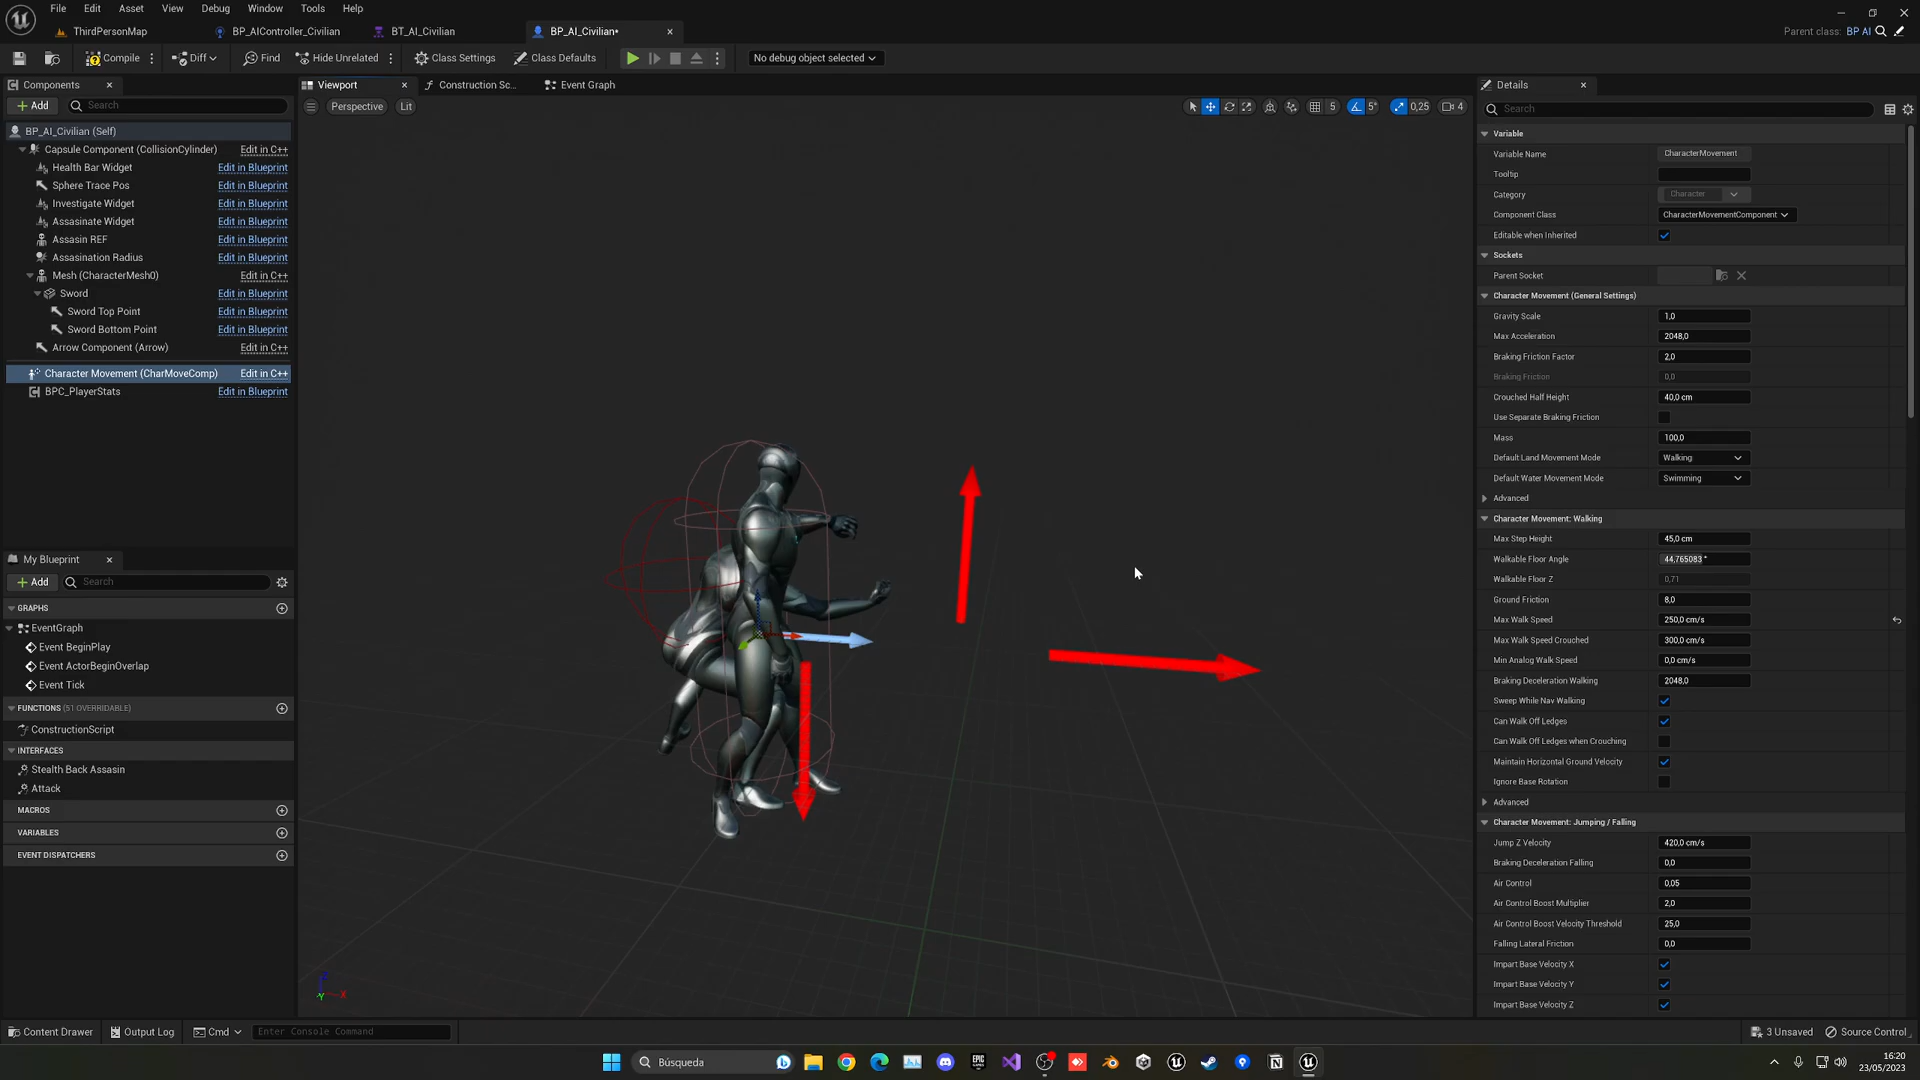 File Edit Asset View Debug Window Tools Help
ThirdPersonMap BP_AIController_Civilian BT_AI_Civilian BP_AI_Civilian*
Parent class: BP AI
Compile Diff Find Hide Unrelated Class Settings Class Defaults No debug object selected
Components
Add Search
BP_AI_Civilian (Self)
Capsule Component (CollisionCylinder) Edit in C++
Health Bar Widget Edit in Blueprint
Sphere Trace Pos Edit in Blueprint
Investigate Widget Edit in Blueprint
Assasinate Widget Edit in Blueprint
Assasin REF Edit in Blueprint
Assasination Radius Edit in Blueprint
Mesh (CharacterMesh0) Edit in C++
Sword Edit in Blueprint
Sword Top Point Edit in Blueprint
Sword Bottom Point Edit in Blueprint
Arrow Component (Arrow) Edit in C++
Character Movement (CharMoveComp) Edit in C++
BPC_PlayerStats Edit in Blueprint
My Blueprint
Add Search
GRAPHS
EventGraph
Event BeginPlay
Event ActorBeginOverlap
Event Tick
FUNCTIONS (51 OVERRIDABLE)
ConstructionScript
INTERFACES
Stealth Back Assasin
Attack
MACROS
VARIABLES
EVENT DISPATCHERS
Viewport Construction Sc... Event Graph
Perspective Lit
5 5° 0,25 4
Z
Y X
Details
Search
Variable
Variable Name CharacterMovement
Tooltip
Category Character
Component Class CharacterMovementComponent
Editable when Inherited
Sockets
Parent Socket
Character Movement (General Settings)
Gravity Scale 1,0
Max Acceleration 2048,0
Braking Friction Factor 2,0
Braking Friction 0,0
Crouched Half Height 40,0 cm
Use Separate Braking Friction
Mass 100,0
Default Land Movement Mode Walking
Default Water Movement Mode Swimming
Advanced
Character Movement: Walking
Max Step Height 45,0 cm
Walkable Floor Angle 44,765083 °
Walkable Floor Z 0,71
Ground Friction 8,0
Max Walk Speed 250,0 cm/s
Max Walk Speed Crouched 300,0 cm/s
Min Analog Walk Speed 0,0 cm/s
Braking Deceleration Walking 2048,0
Sweep While Nav Walking
Can Walk Off Ledges
Can Walk Off Ledges when Crouching
Maintain Horizontal Ground Velocity
Ignore Base Rotation
Advanced
Character Movement: Jumping / Falling
Jump Z Velocity 420,0 cm/s
Braking Deceleration Falling 0,0
Air Control 0,05
Air Control Boost Multiplier 2,0
Air Control Boost Velocity Threshold 25,0
Falling Lateral Friction 0,0
Impart Base Velocity X
Impart Base Velocity Y
Impart Base Velocity Z
Content Drawer Output Log Cmd Enter Console Command
3 Unsaved Source Control
Búsqueda
EPIC GAMES
16:20
23/05/2023